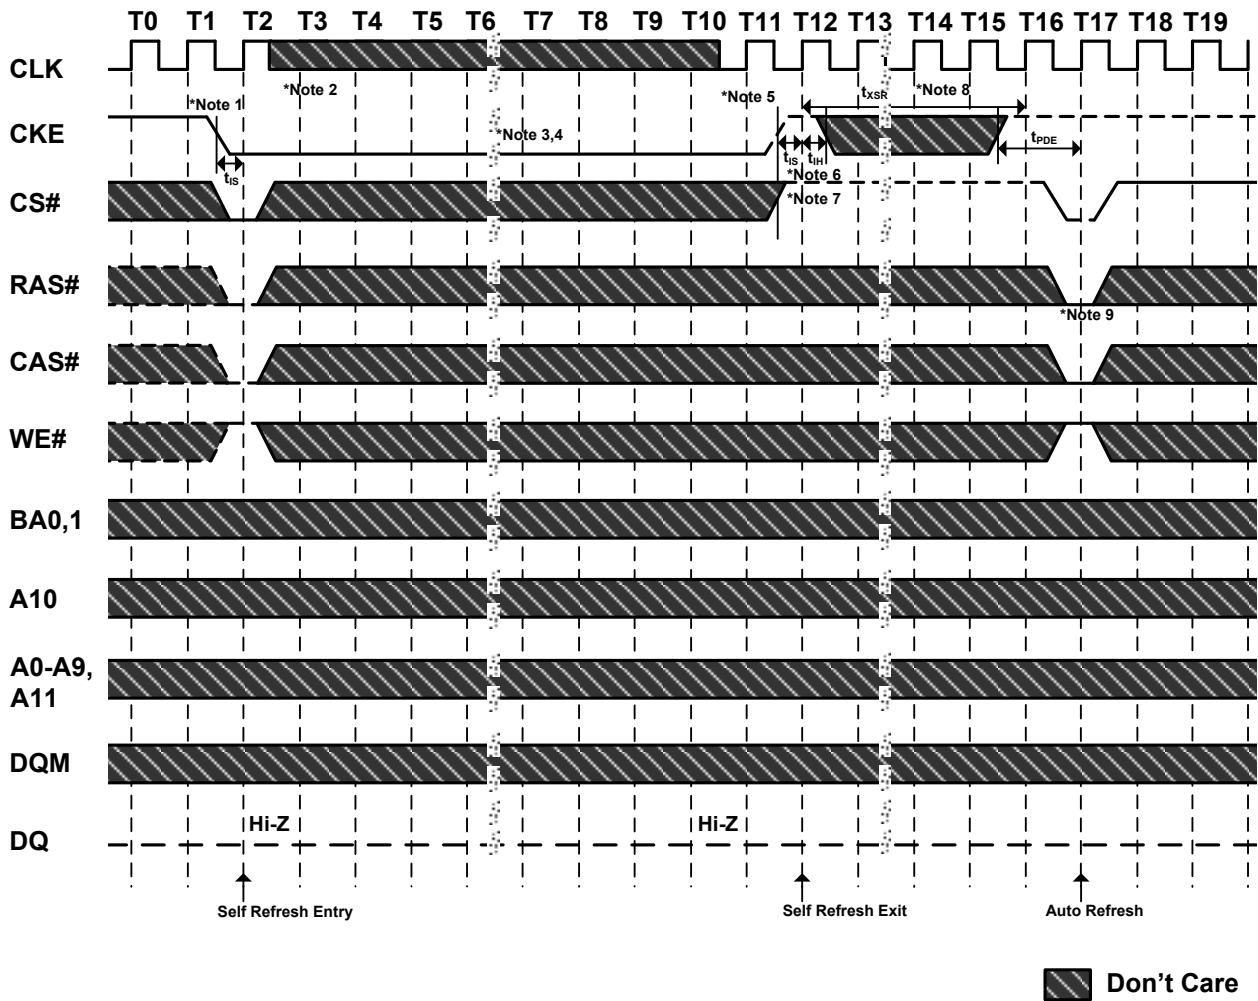 T0 T1 T2 T3 T4 T5 T6 T7 T8 T9 T10 T11 T12 T13 T14 T15 T16 T17 T18 T19
CLK
*Note 1
*Note 2
*Note 5
tXSR
*Note 8
CKE
*Note 3,4
tIS
tIS
tIH
tPDE
*Note 6
CS#
*Note 7
RAS#
*Note 9
CAS#
WE#
BA0,1
A10
A0-A9,
A11
DQM
Hi-Z
Hi-Z
DQ
Self Refresh Entry
Self Refresh Exit
Auto Refresh
Don't Care